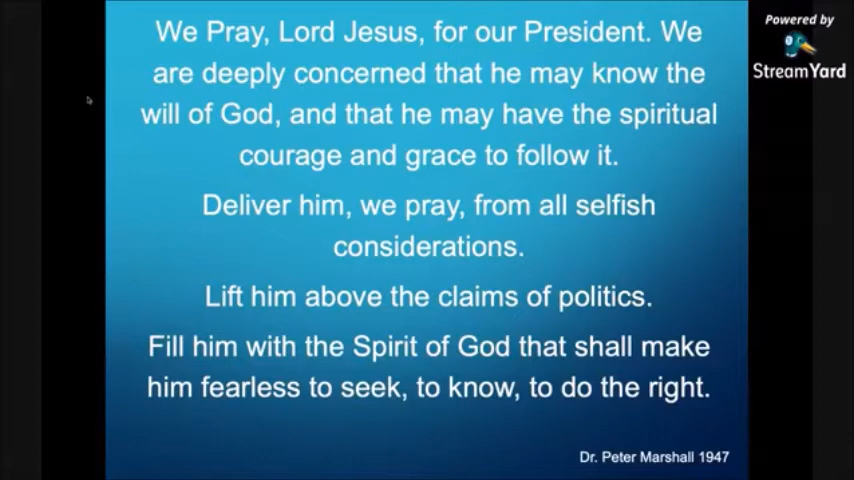 We Pray, Lord Jesus, for our President. We
are deeply concerned that he may know the
will of God, and that he may have the spiritual
courage and grace to follow it.
Deliver him, we pray, from all selfish
considerations.
Lift him above the claims of politics.
Fill him with the Spirit of God that shall make
him fearless to seek, to know, to do the right.
Dr. Peter Marshall 1947
Powered by
StreamYard